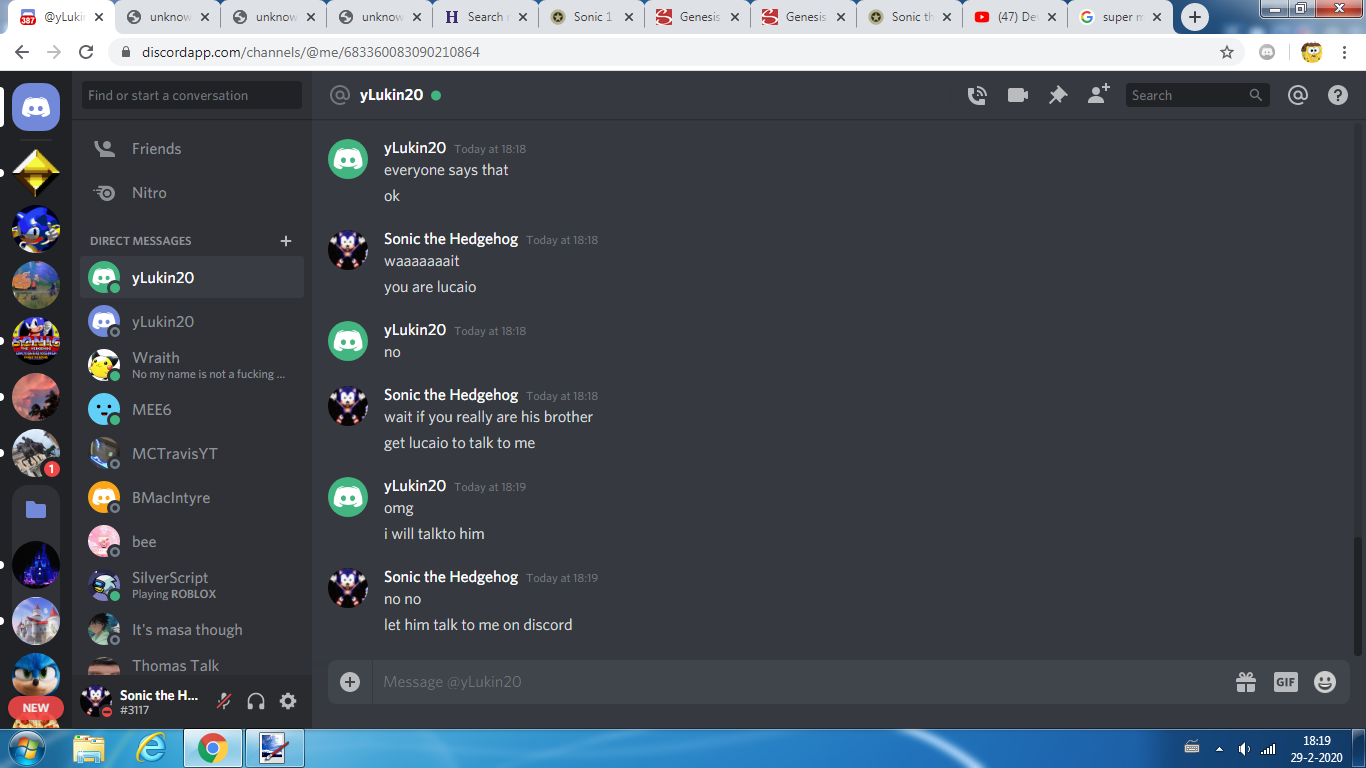 387
@yLukin
unknow
unknow
unknow
Search
Sonic 1
Genesis
Genesis
Sonic th
(47) De
super m
discordapp.com/channels/@me/683360083090210864
Find or start a conversation
Friends
Nitro
DIRECT MESSAGES
yLukin20
yLukin20
Wraith
No my name is not a fucking ...
MEE6
MCTravisYT
BMacIntyre
bee
SilverScript
Playing ROBLOX
It's masa though
Thomas Talk
1
NEW
Sonic the H...
#3117
yLukin20
Search
yLukin20 Today at 18:18
everyone says that
ok
Sonic the Hedgehog Today at 18:18
waaaaaaait
you are lucaio
yLukin20 Today at 18:18
no
Sonic the Hedgehog Today at 18:18
wait if you really are his brother
get lucaio to talk to me
yLukin20 Today at 18:19
omg
i will talkto him
Sonic the Hedgehog Today at 18:19
no no
let him talk to me on discord
Message @yLukin20
GIF
18:19
29-2-2020